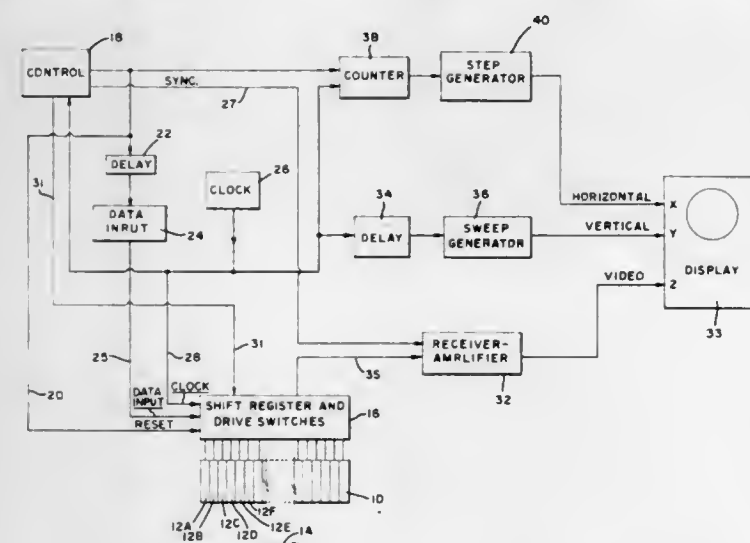 18
CONTROL
SYNC.
27
38
COUNTER
40
STEP
GENERATOR
22
DELAY
31
CLOCK
26
DATA
INPUT
24
34
DELAY
36
SWEEP
GENERATOR
HORIZONTAL
VERTICAL
VIDEO
X
Y
Z
DISPLAY
33
RECEIVER-
AMPLIFIER
32
25
28
31
35
20
DATA
INPUT
CLOCK
RESET
SHIFT REGISTER AND
DRIVE SWITCHES
16
10
12A
12B
12C
12D
12E
12F
14